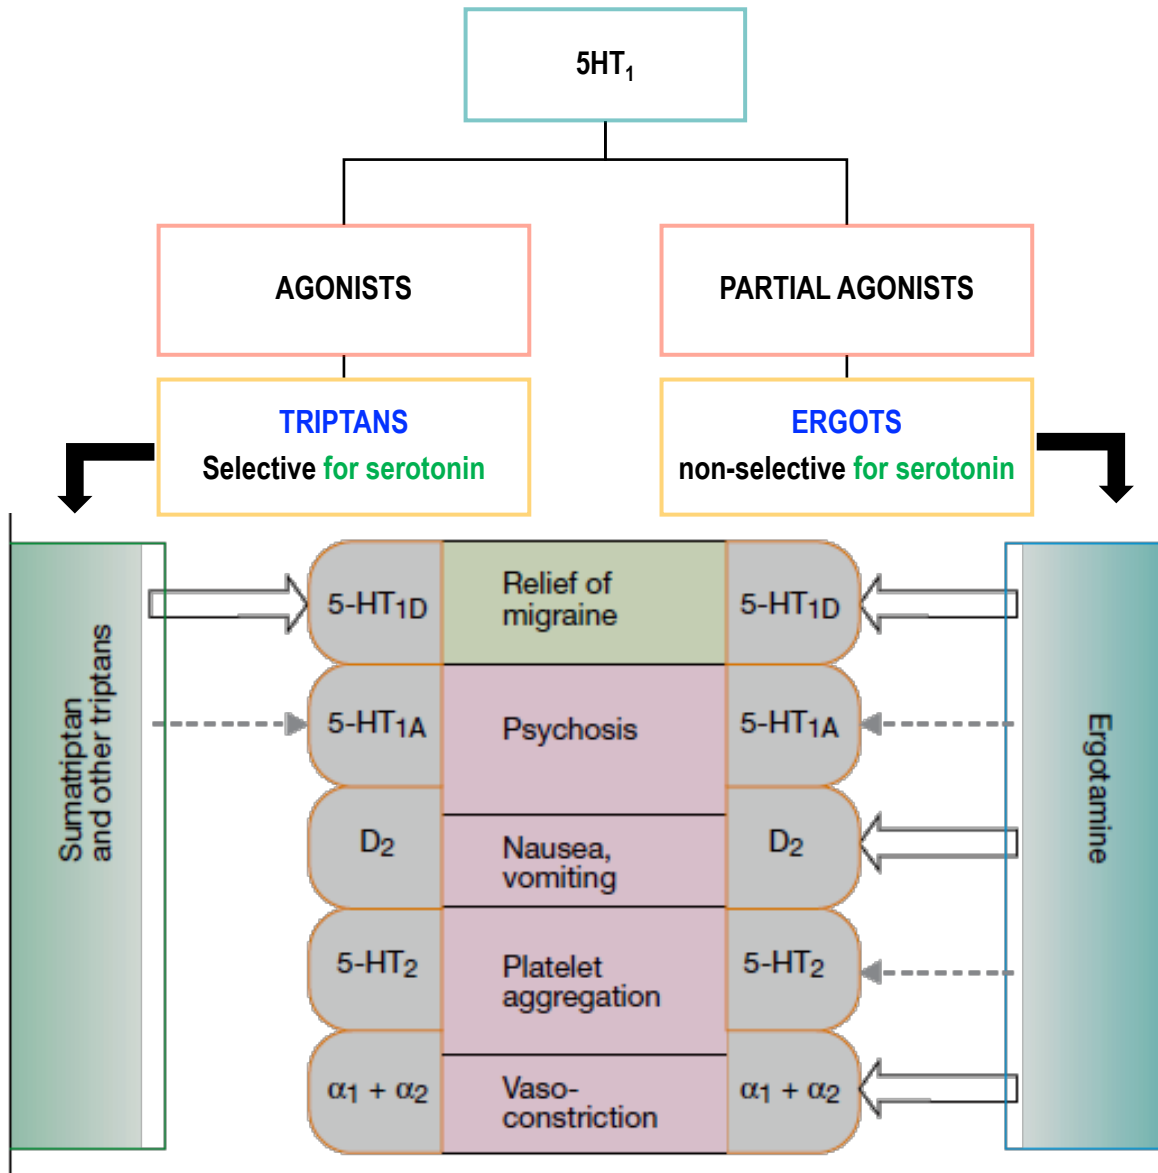 5HT₁
AGONISTS
PARTIAL AGONISTS
TRIPTANS
Selective for serotonin
ERGOTS
non-selective for serotonin
Sumatriptan
and other triptans
5-HT₁D
Relief of
migraine
5-HT₁D
5-HT₁A
Psychosis
5-HT₁A
D₂
Nausea,
vomiting
D₂
5-HT₂
Platelet
aggregation
5-HT₂
α₁ + α₂
Vaso-
constriction
α₁ + α₂
Ergotamine